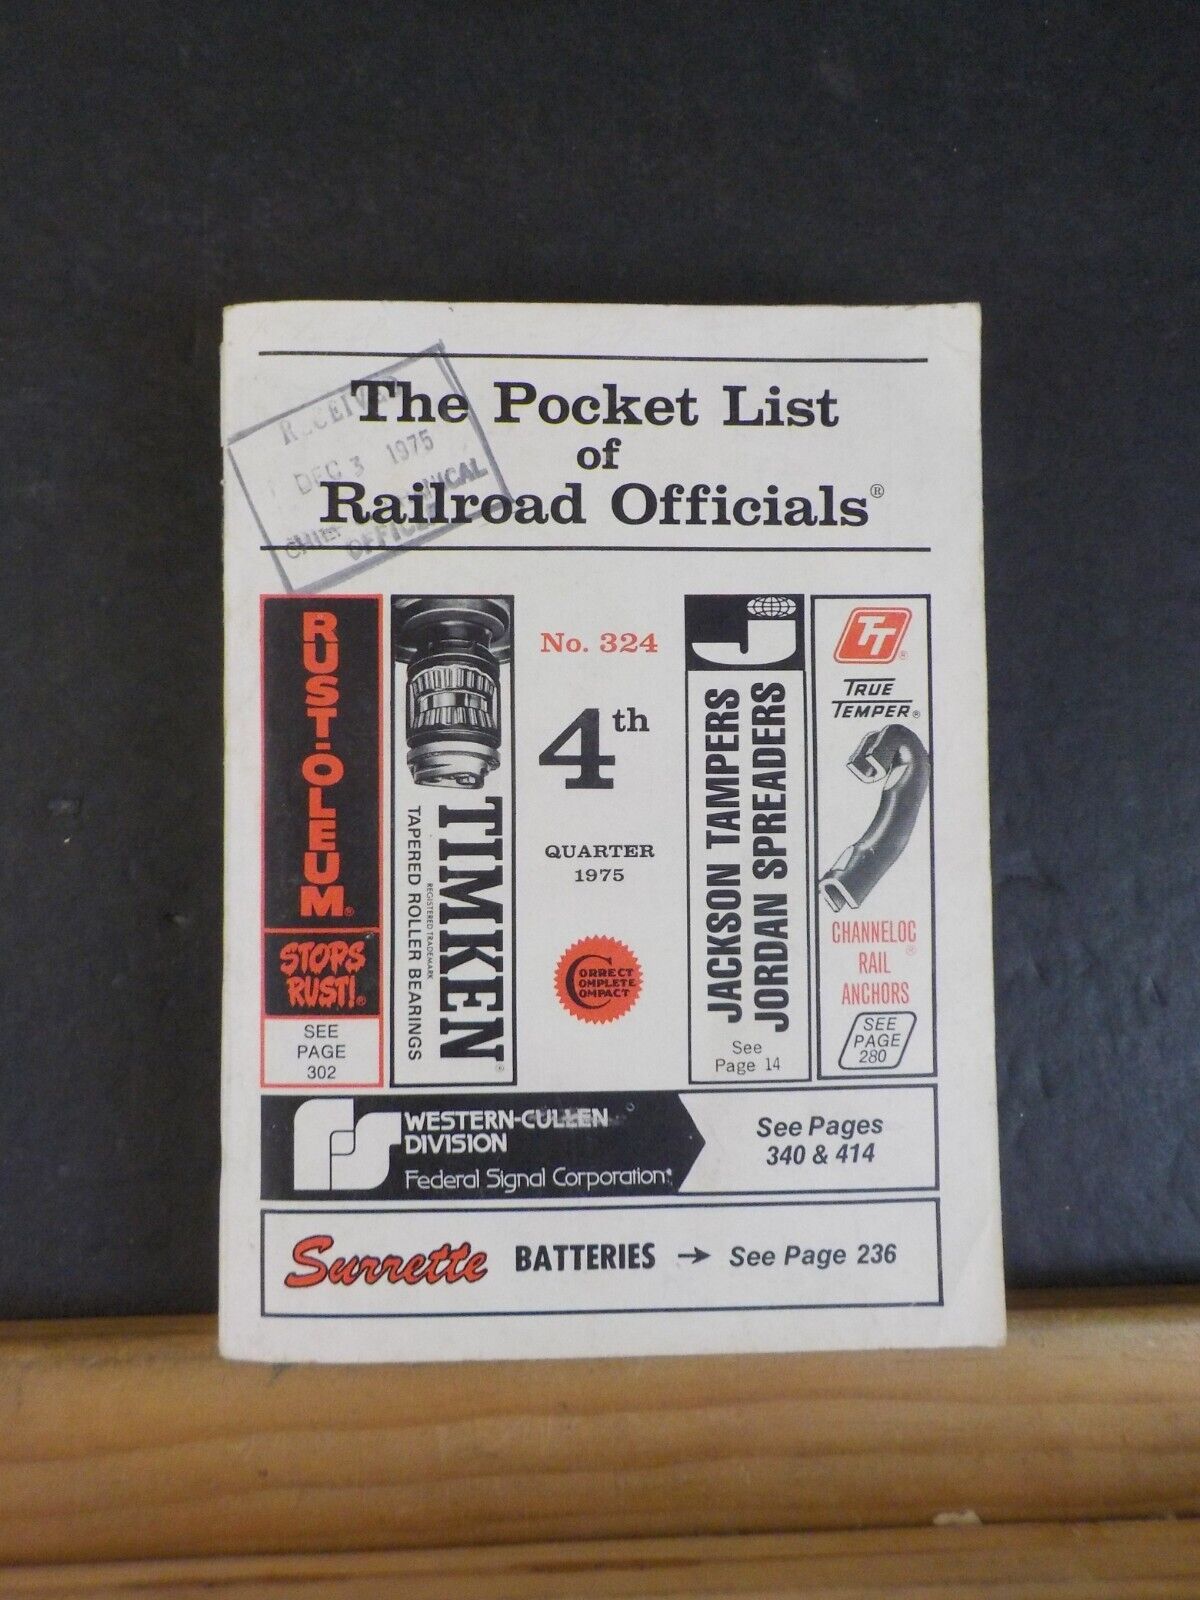 The Pocket List
of
Railroad Officials®
DEC 3 1975
CHIEF
OFFICE
RUST-OLEUM®
STOPS
RUST!®
SEE
PAGE
302
TIMKEN®
REGISTERED TRADEMARK
TAPERED ROLLER BEARINGS
No. 324
4th
QUARTER
1975
CORRECT
COMPLETE
COMPACT
J
JACKSON TAMPERS
JORDAN SPREADERS
See
Page 14
TT®
TRUE
TEMPER®
CHANNELOC®
RAIL
ANCHORS
SEE
PAGE
280
WESTERN-CULLEN
DIVISION
Federal Signal Corporation
See Pages
340 & 414
Surrette BATTERIES → See Page 236